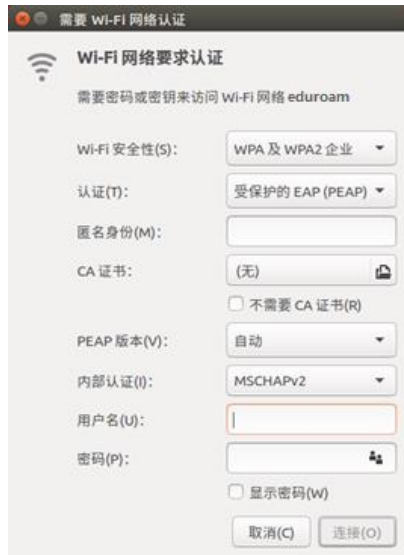 需要 Wi-Fi 网络认证
Wi-Fi 网络要求认证
需要密码或密钥来访问 Wi-Fi 网络 eduroam
Wi-Fi 安全性(S)： WPA 及 WPA2 企业
认证(T)： 受保护的 EAP (PEAP)
匿名身份(M)：
CA 证书： (无)
不需要 CA 证书(R)
PEAP 版本(V)： 自动
内部认证(I)： MSCHAPv2
用户名(U)：
密码(P)：
显示密码(W)
取消(C) 连接(O)